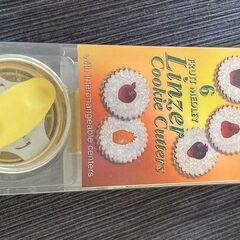 6
FRUIT MEDLEY
Linzer
Cookie Cutters
with interchangeable centers